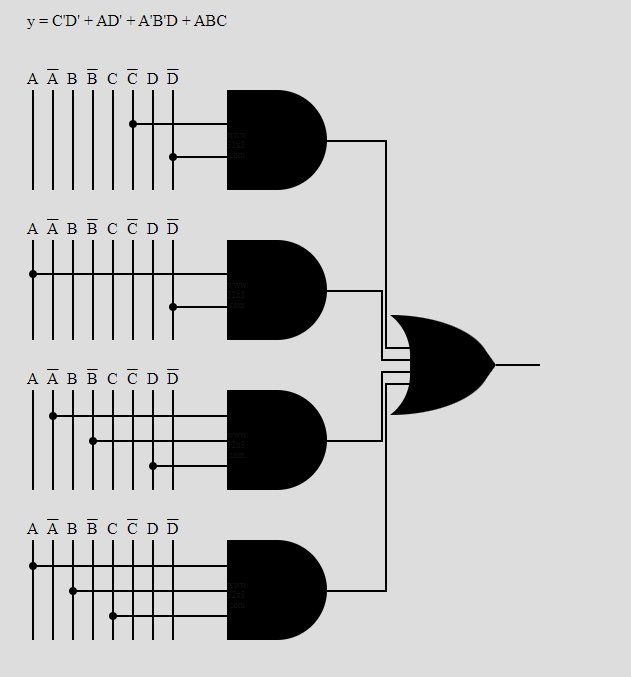 y = C'D' + AD' + A'B'D + ABC
A A̅ B B̅ C C̅ D D̅
A A̅ B B̅ C C̅ D D̅
A A̅ B B̅ C C̅ D D̅
A A̅ B B̅ C C̅ D D̅